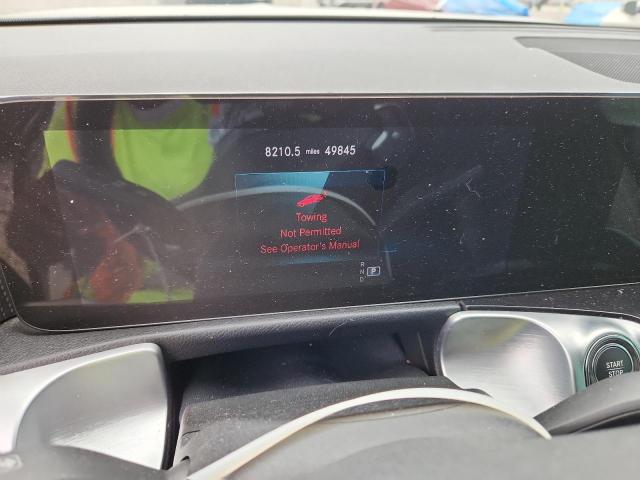 8210.5 miles 49845
Towing
Not Permitted
See Operator's Manual
R
N P
D
START
STOP